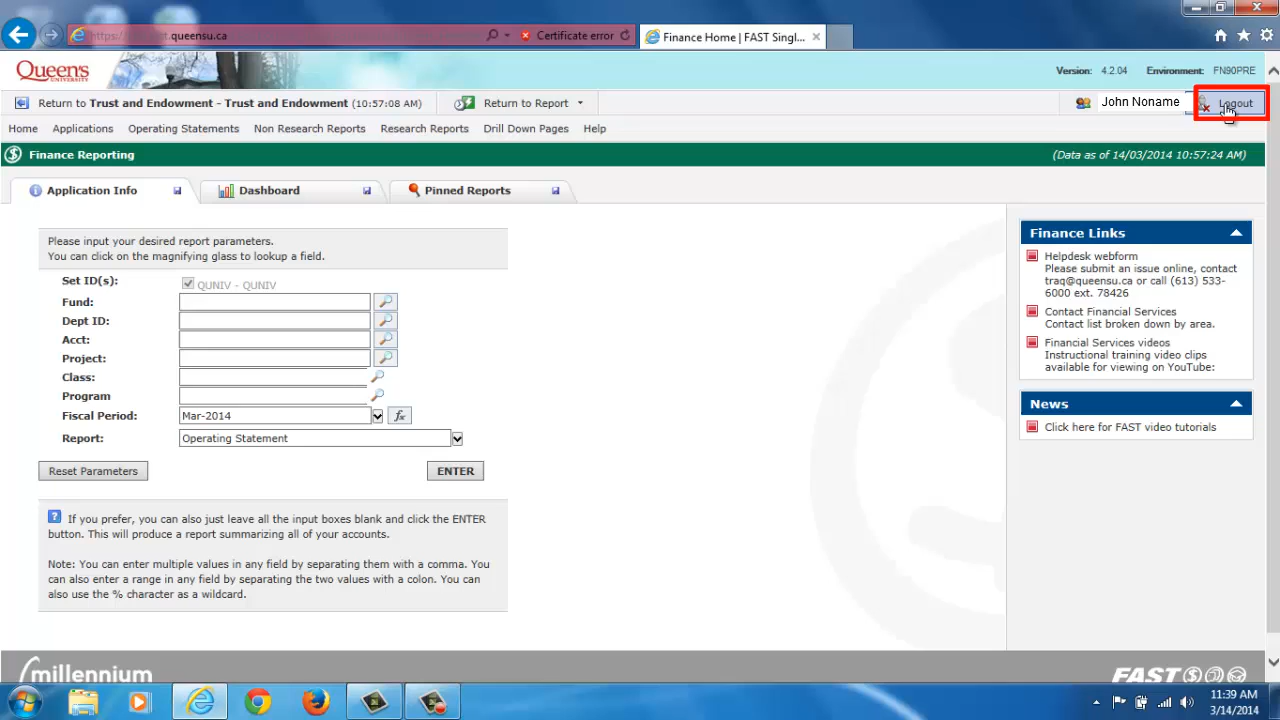 queensu.ca
Certificate error
Finance Home | FAST Singl...
Queen's
UNIVERSITY
Version: 4.2.04 Environment: FN90PRE
Return to Trust and Endowment - Trust and Endowment (10:57:08 AM)
Return to Report
John Noname
Logout
Home Applications Operating Statements Non Research Reports Research Reports Drill Down Pages Help
Finance Reporting
(Data as of 14/03/2014 10:57:24 AM)
Application Info
Dashboard
Pinned Reports
Please input your desired report parameters.
You can click on the magnifying glass to lookup a field.
Set ID(s): QUNIV - QUNIV
Fund:
Dept ID:
Acct:
Project:
Class:
Program
Fiscal Period: Mar-2014 fx
Report: Operating Statement
Reset Parameters ENTER
If you prefer, you can also just leave all the input boxes blank and click the ENTER
button. This will produce a report summarizing all of your accounts.
Note: You can enter multiple values in any field by separating them with a comma. You
can also enter a range in any field by separating the two values with a colon. You can
also use the % character as a wildcard.
Finance Links
Helpdesk webform
Please submit an issue online, contact
traq@queensu.ca or call (613) 533-
6000 ext. 78426
Contact Financial Services
Contact list broken down by area.
Financial Services videos
Instructional training video clips
available for viewing on YouTube:
News
Click here for FAST video tutorials
millennium
FAST
11:39 AM
3/14/2014